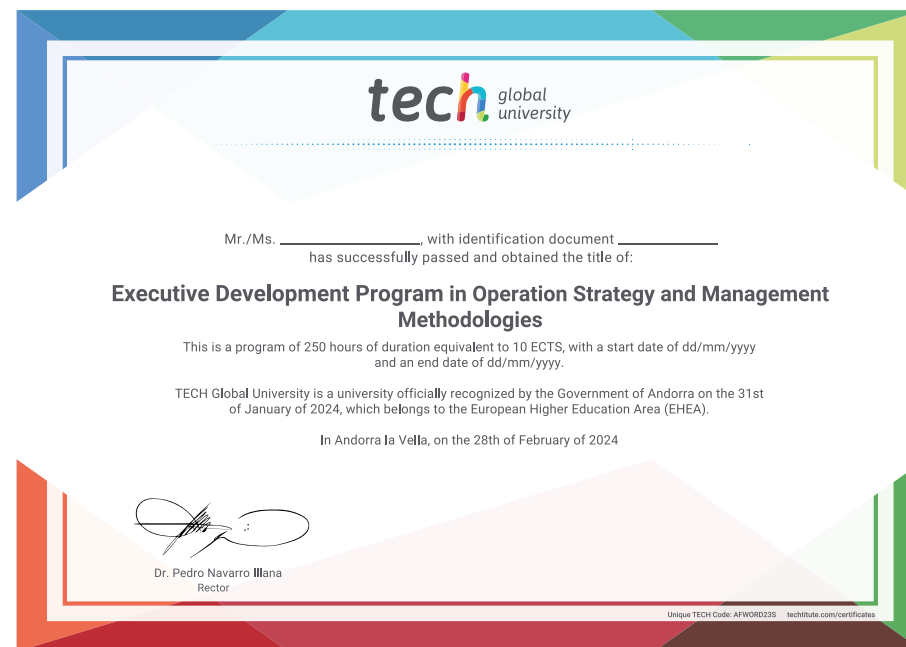 tech global university
Mr./Ms. , with identification document
has successfully passed and obtained the title of:
Executive Development Program in Operation Strategy and Management
Methodologies
This is a program of 250 hours of duration equivalent to 10 ECTS, with a start date of dd/mm/yyyy
and an end date of dd/mm/yyyy.
TECH Global University is a university officially recognized by the Government of Andorra on the 31st
of January of 2024, which belongs to the European Higher Education Area (EHEA).
In Andorra la Vella, on the 28th of February of 2024
Dr. Pedro Navarro Illana
Rector
Unique TECH Code: AFWORD23S techtitute.com/certificates